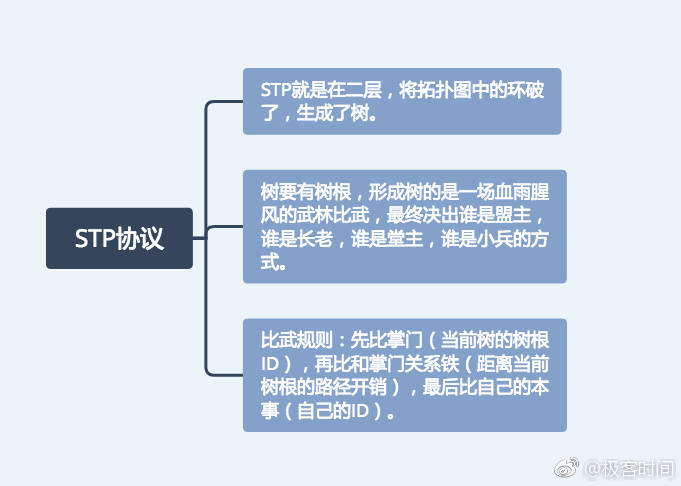 STP就是在二层，将拓扑图中的环破
了，生成了树。
树要有树根，形成树的是一场血雨腥
风的武林比武，最终决出谁是盟主，
谁是长老，谁是堂主，谁是小兵的方
式。
STP协议
比武规则：先比掌门（当前树的树根
ID），再比和掌门关系铁（距离当前
树根的路径开销），最后比自己的本
事（自己的ID）。
@极客时间